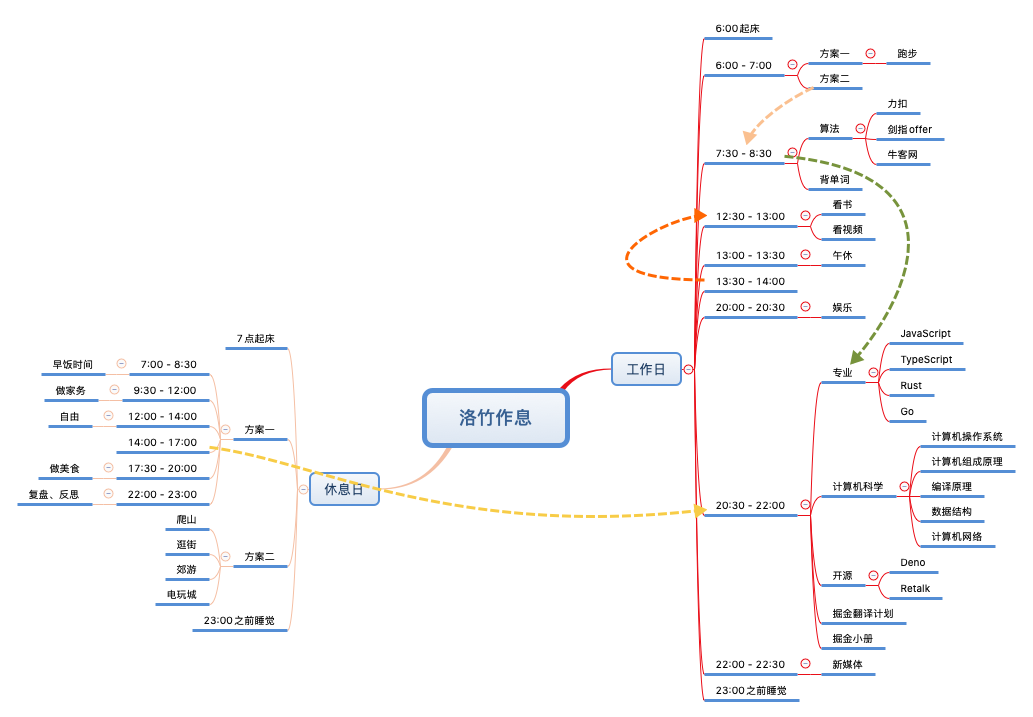 洛竹作息
工作日
6:00起床
6:00 - 7:00
方案一
跑步
方案二
7:30 - 8:30
算法
力扣
剑指offer
牛客网
背单词
12:30 - 13:00
看书
看视频
13:00 - 13:30
午休
13:30 - 14:00
20:00 - 20:30
娱乐
20:30 - 22:00
专业
JavaScript
TypeScript
Rust
Go
计算机科学
计算机操作系统
计算机组成原理
编译原理
数据结构
计算机网络
开源
Deno
Retalk
掘金翻译计划
掘金小册
22:00 - 22:30
新媒体
23:00之前睡觉
休息日
7点起床
方案一
7:00 - 8:30
早饭时间
9:30 - 12:00
做家务
12:00 - 14:00
自由
14:00 - 17:00
17:30 - 20:00
做美食
22:00 - 23:00
复盘、反思
方案二
爬山
逛街
郊游
电玩城
23:00之前睡觉